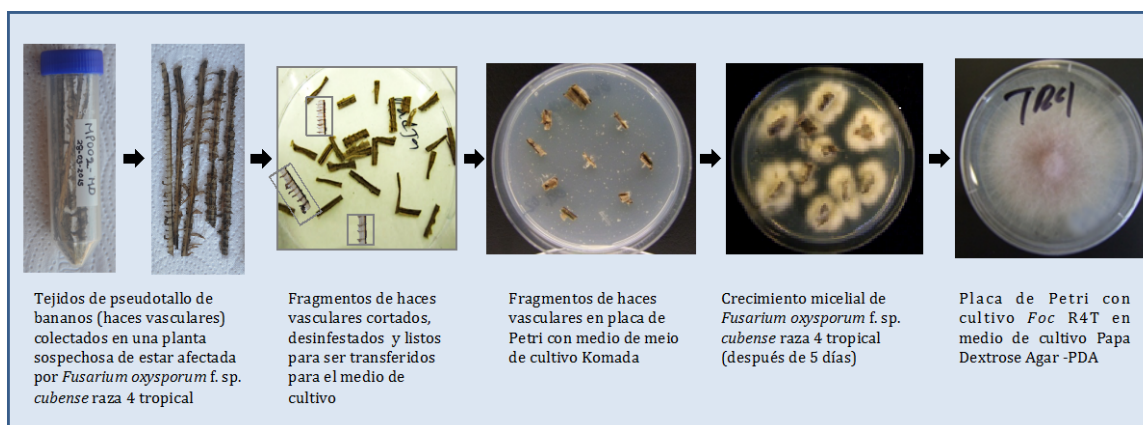 MP002-MD
TR4
Tejidos de pseudotallo de
bananos (haces vasculares)
colectados en una planta
sospechosa de estar afectada
por Fusarium oxysporum f. sp.
cubense raza 4 tropical
Fragmentos de haces
vasculares cortados,
desinfestados y listos
para ser transferidos
para el medio de
cultivo
Fragmentos de haces
vasculares en placa de
Petri con medio de meio
de cultivo Komada
Crecimiento micelial de
Fusarium oxysporum f. sp.
cubense raza 4 tropical
(después de 5 días)
Placa de Petri con
cultivo Foc R4T en
medio de cultivo Papa
Dextrose Agar -PDA